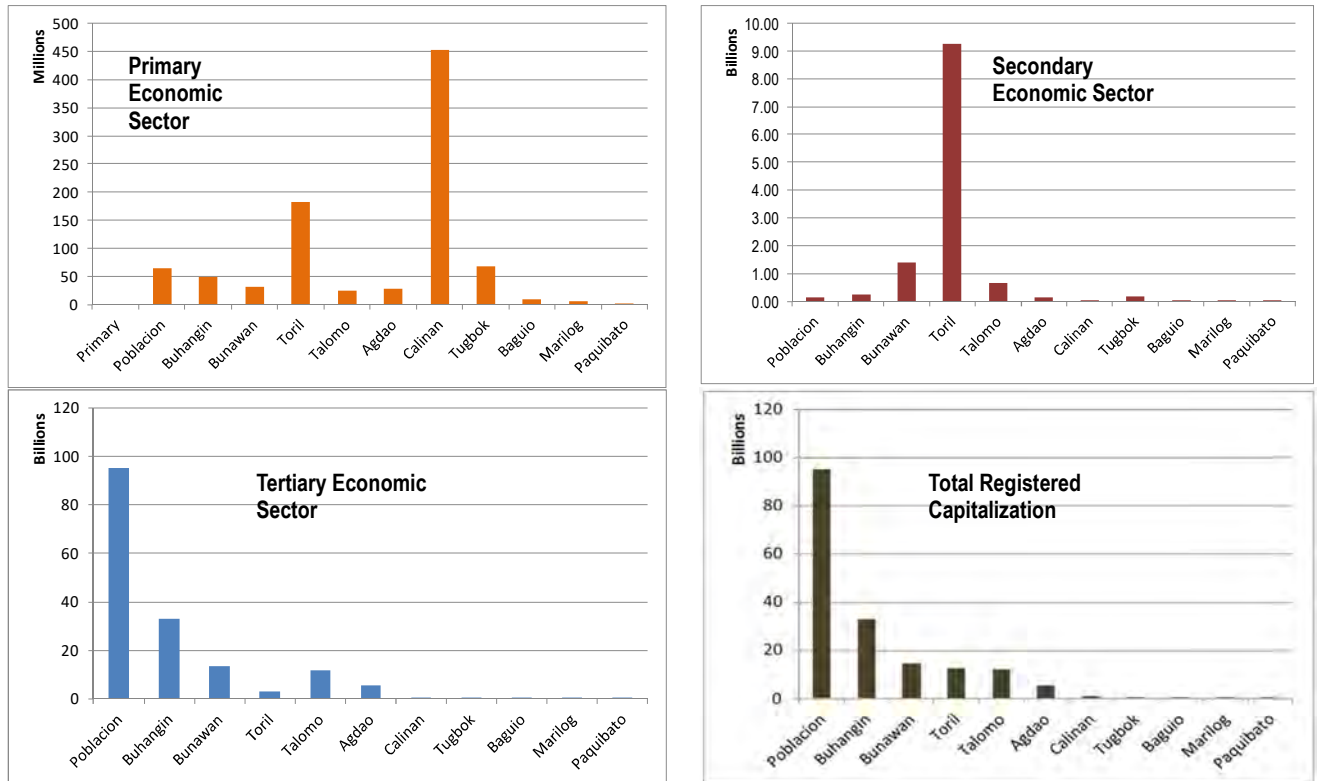 Millions
Primary
Economic
Sector
500
450
400
350
300
250
200
150
100
50
0
Primary
Poblacion
Buhangin
Bunawan
Toril
Talomo
Agdao
Calinan
Tugbok
Baguio
Marilog
Paquibato
Billions
Secondary
Economic Sector
10.00
9.00
8.00
7.00
6.00
5.00
4.00
3.00
2.00
1.00
0.00
Poblacion
Buhangin
Bunawan
Toril
Talomo
Agdao
Calinan
Tugbok
Baguio
Marilog
Paquibato
Billions
Tertiary Economic
Sector
120
100
80
60
40
20
0
Poblacion
Buhangin
Bunawan
Toril
Talomo
Agdao
Calinan
Tugbok
Baguio
Marilog
Paquibato
Billions
Total Registered
Capitalization
120
100
80
60
40
20
0
Poblacion
Buhangin
Bunawan
Toril
Talomo
Agdao
Calinan
Tugbok
Baguio
Marilog
Paquibato